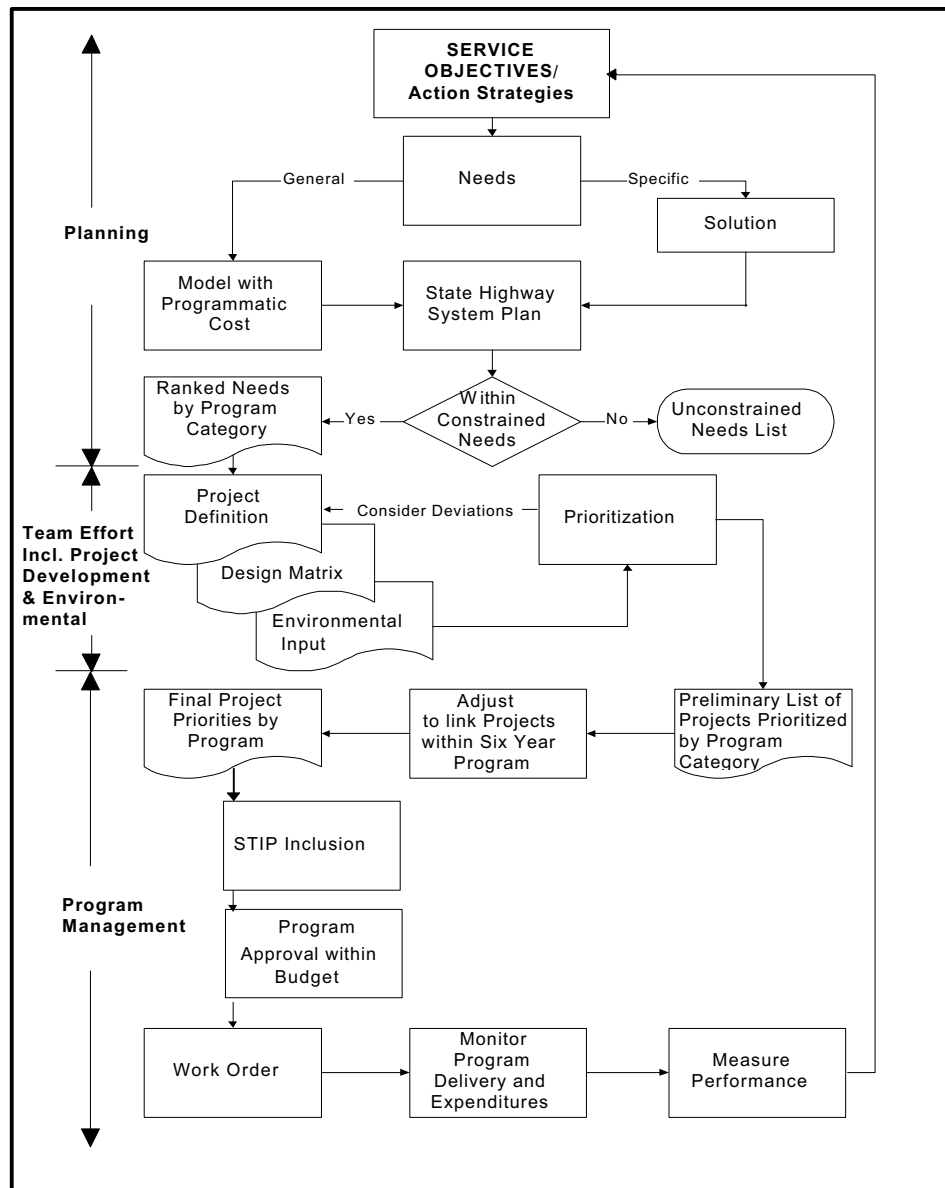 SERVICE
OBJECTIVES/
Action Strategies
General
Needs
Specific
Planning
Solution
Model with
Programmatic
Cost
State Highway
System Plan
Ranked Needs
by Program
Category
Yes
Within
Constrained
Needs
No
Unconstrained
Needs List
Team Effort
Incl. Project
Development
& Environ-
mental
Project
Definition
Consider Deviations
Prioritization
Design Matrix
Environmental
Input
Final Project
Priorities by
Program
Adjust
to link Projects
within Six Year
Program
Preliminary List of
Projects Prioritized
by Program
Category
STIP Inclusion
Program
Management
Program
Approval within
Budget
Work Order
Monitor
Program
Delivery and
Expenditures
Measure
Performance